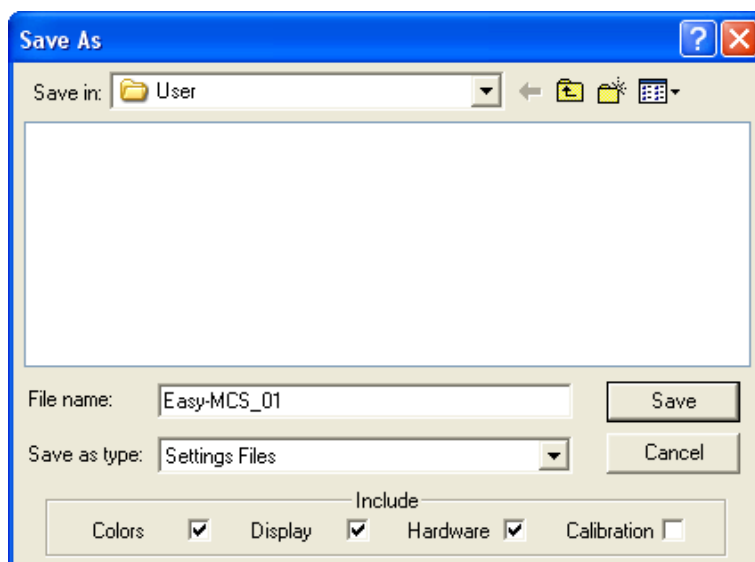 Save As
Save in: User
File name: Easy-MCS_01 Save
Save as type: Settings Files Cancel
Include
Colors Display Hardware Calibration